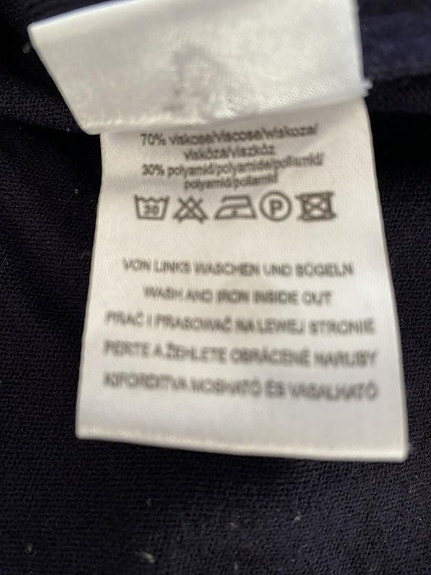 70% viskose/viscose/wiskoza/
viskóza/viszkóz
30% polyamid/polyamide/poliamid/
polyamid/poliamid
30 P
VON LINKS WASCHEN UND BÜGELN
WASH AND IRON INSIDE OUT
PRAĆ I PRASOWAĆ NA LEWEJ STRONIE
PERTE A ŽEHLETE OBRÁCENÉ NARUBY
KIFORDÍTVA MOSHATÓ ÉS VASALHATÓ